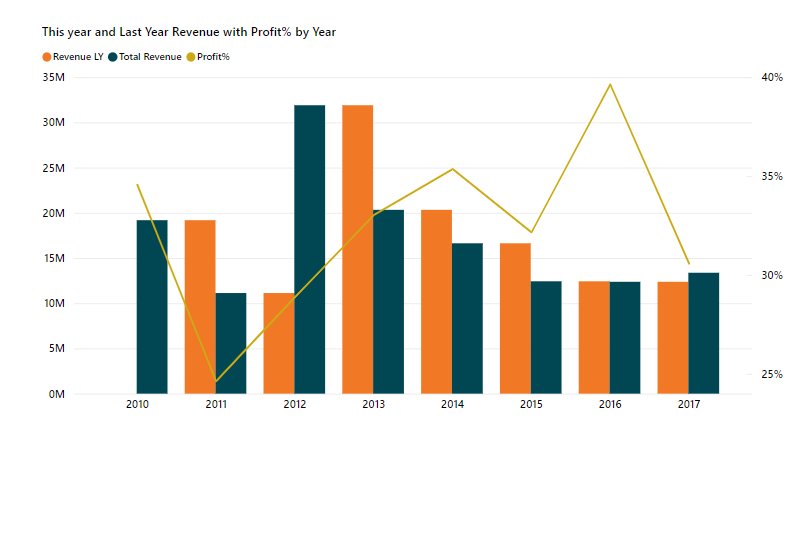 This year and Last Year Revenue with Profit% by Year
Revenue LY Total Revenue Profit%
35M 40%
30M
25M 35%
20M
15M
10M 30%
5M
0M 25%
2010 2011 2012 2013 2014 2015 2016 2017